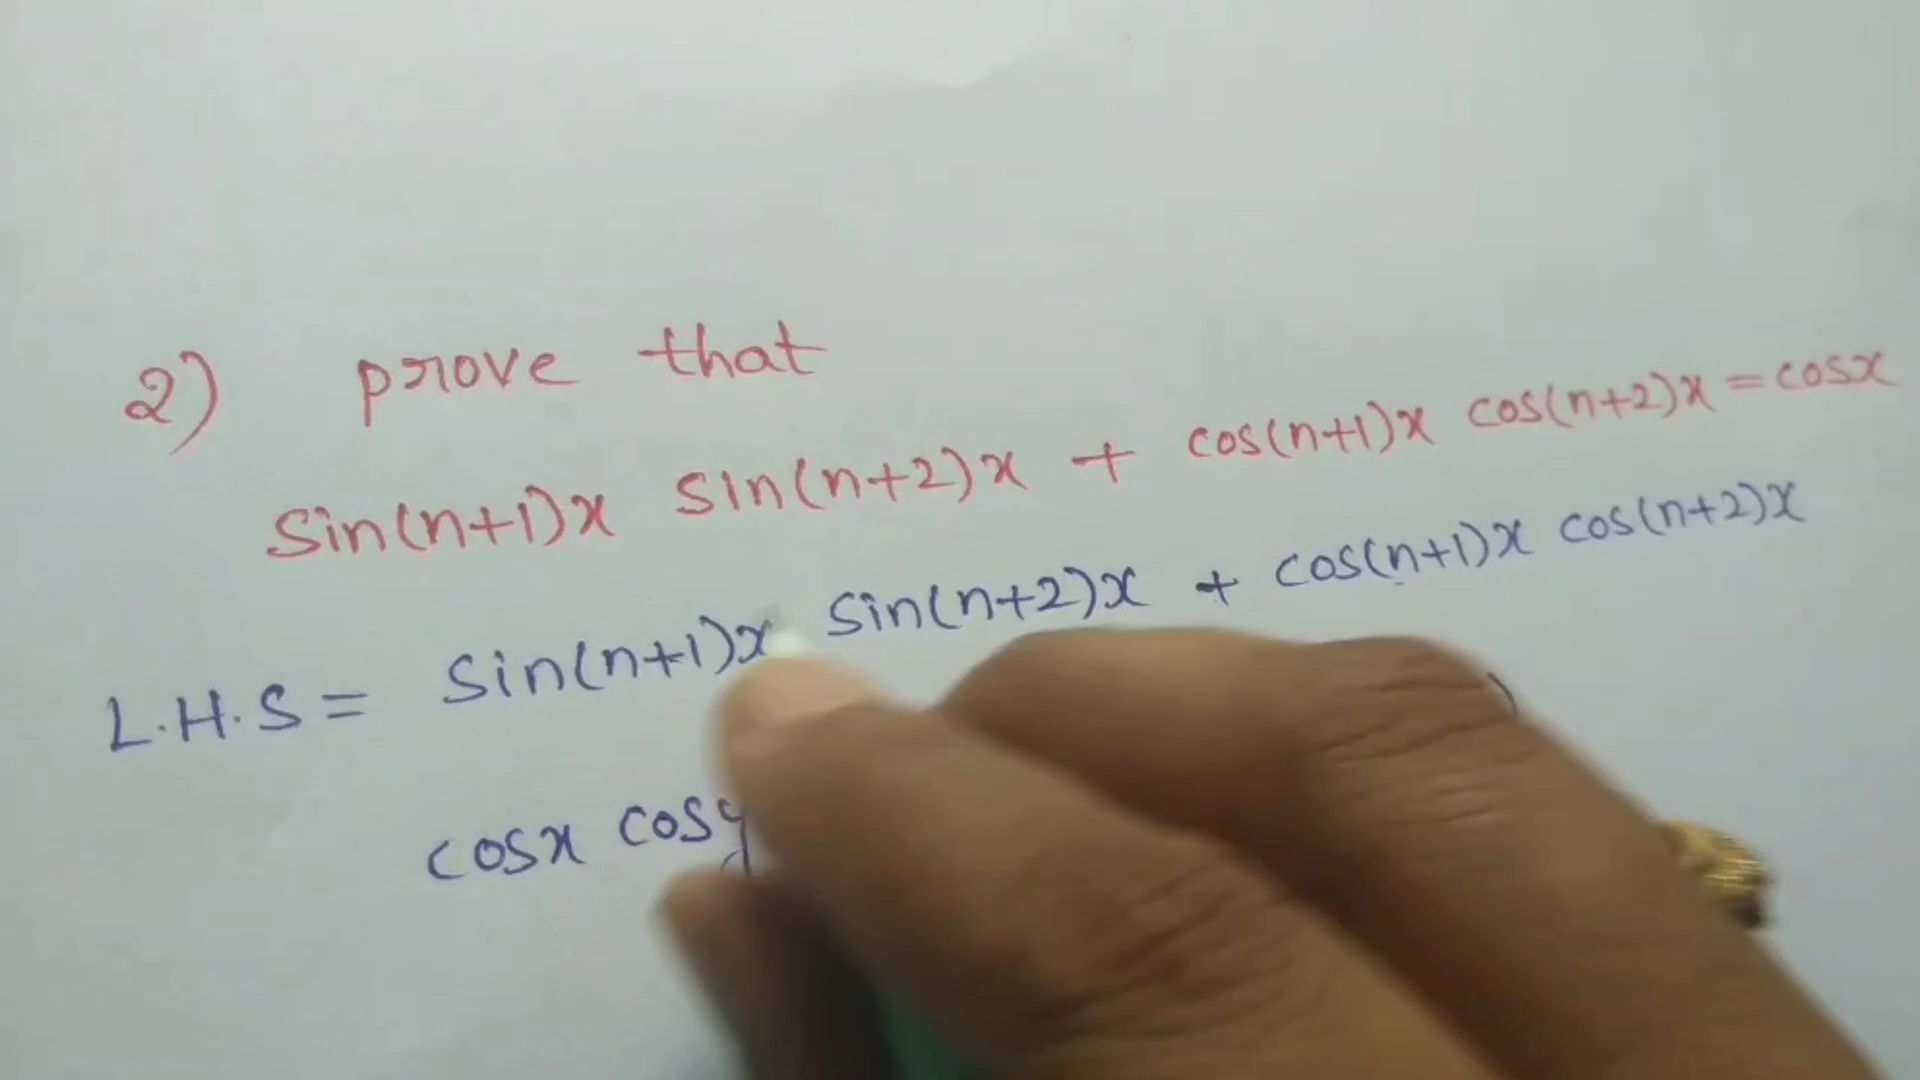 2) prove that
Sin(n+1)x sin(n+2)x + cos(n+1)x cos(n+2)x = cosx
L.H.S = Sin(n+1)x Sin(n+2)x + cos(n+1)x cos(n+2)x
cosx cosy )